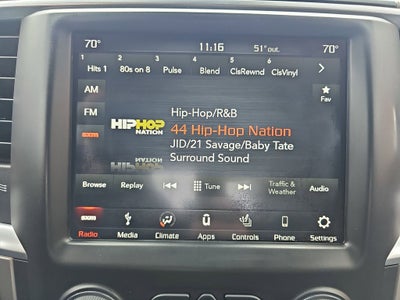 70° 11:16 51° out. 70°
1 2 3 4 5 6
Hits 1 80s on 8 Pulse Blend ClsRewnd ClsVinyl
AM
Fav
FM
Hip-Hop/R&B
HIPHOP
NATION
44 Hip-Hop Nation
sxm
JID/21 Savage/Baby Tate
Surround Sound
Browse Replay Tune Traffic & Weather Audio
sxm
Radio Media Climate Apps Controls Phone Settings